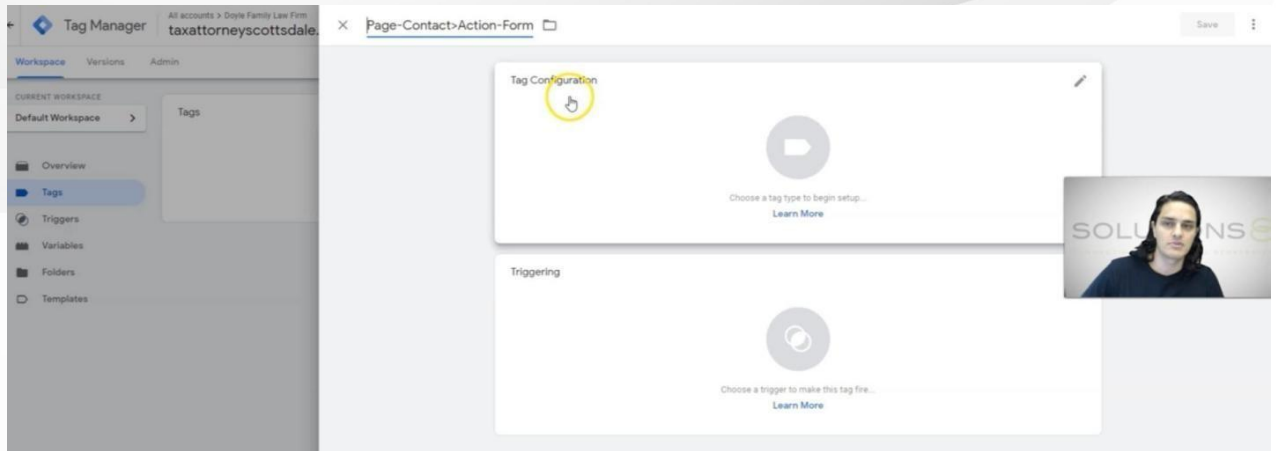 All accounts > Doyle Family Law Firm
Tag Manager
taxattorneyscottsdale.
Page-Contact>Action-Form
Save
Workspace Versions Admin
CURRENT WORKSPACE
Default Workspace
Tags
Overview
Tags
Triggers
Variables
Folders
Templates
Tag Configuration
Choose a tag type to begin setup...
Learn More
Triggering
Choose a trigger to make this tag fire...
Learn More